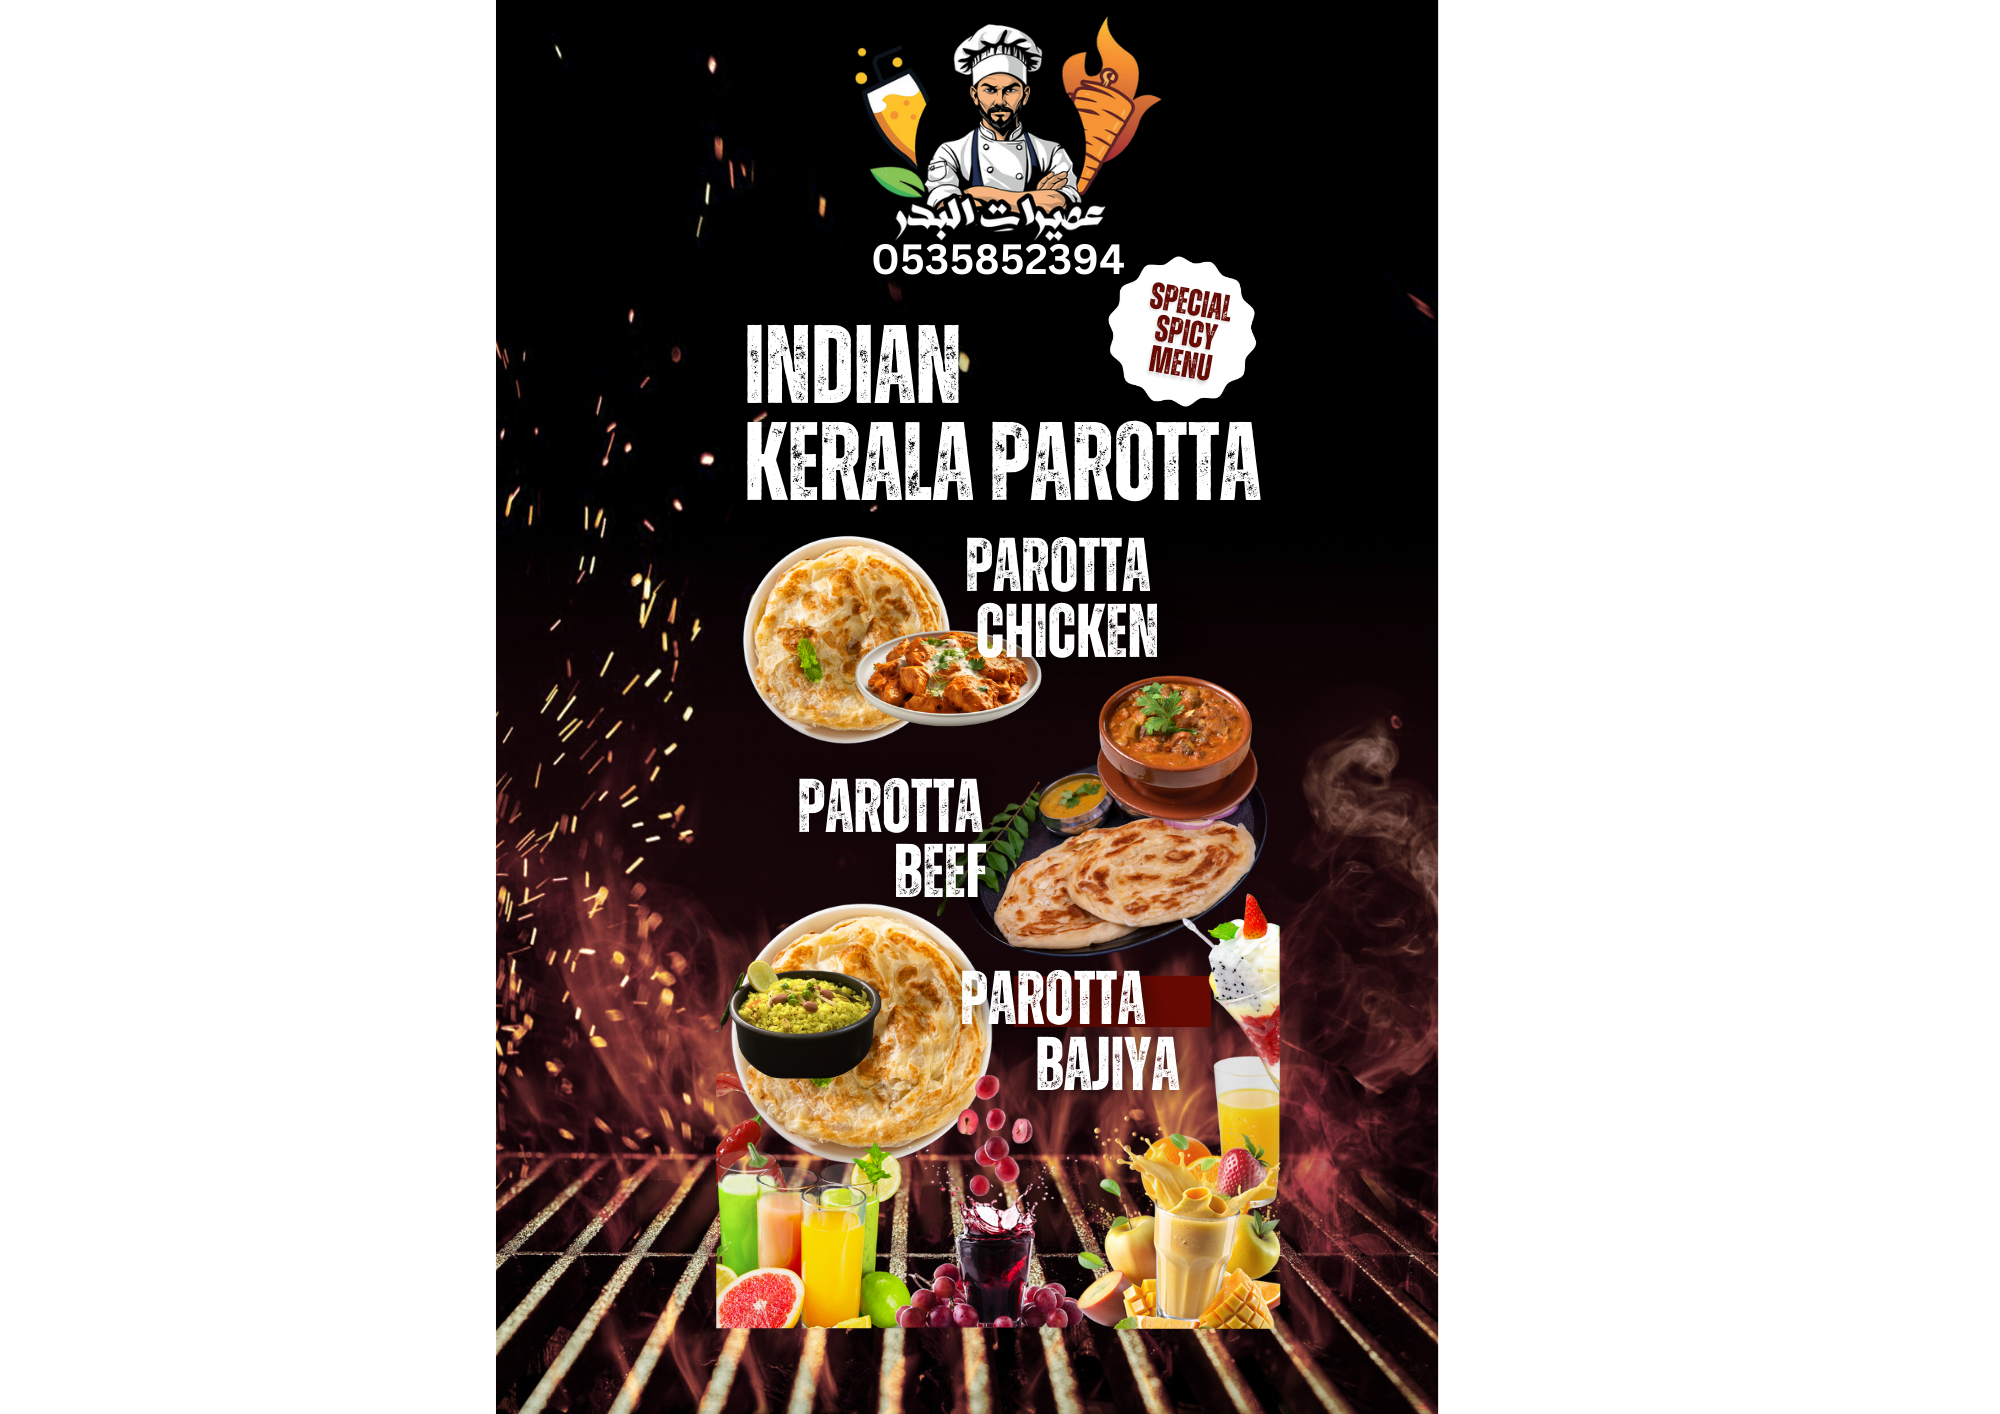 عصيرات البدر
0535852394
SPECIAL
SPICY
MENU
INDIAN
KERALA PAROTTA
PAROTTA
CHICKEN
PAROTTA
BEEF
PAROTTA
BAJIYA